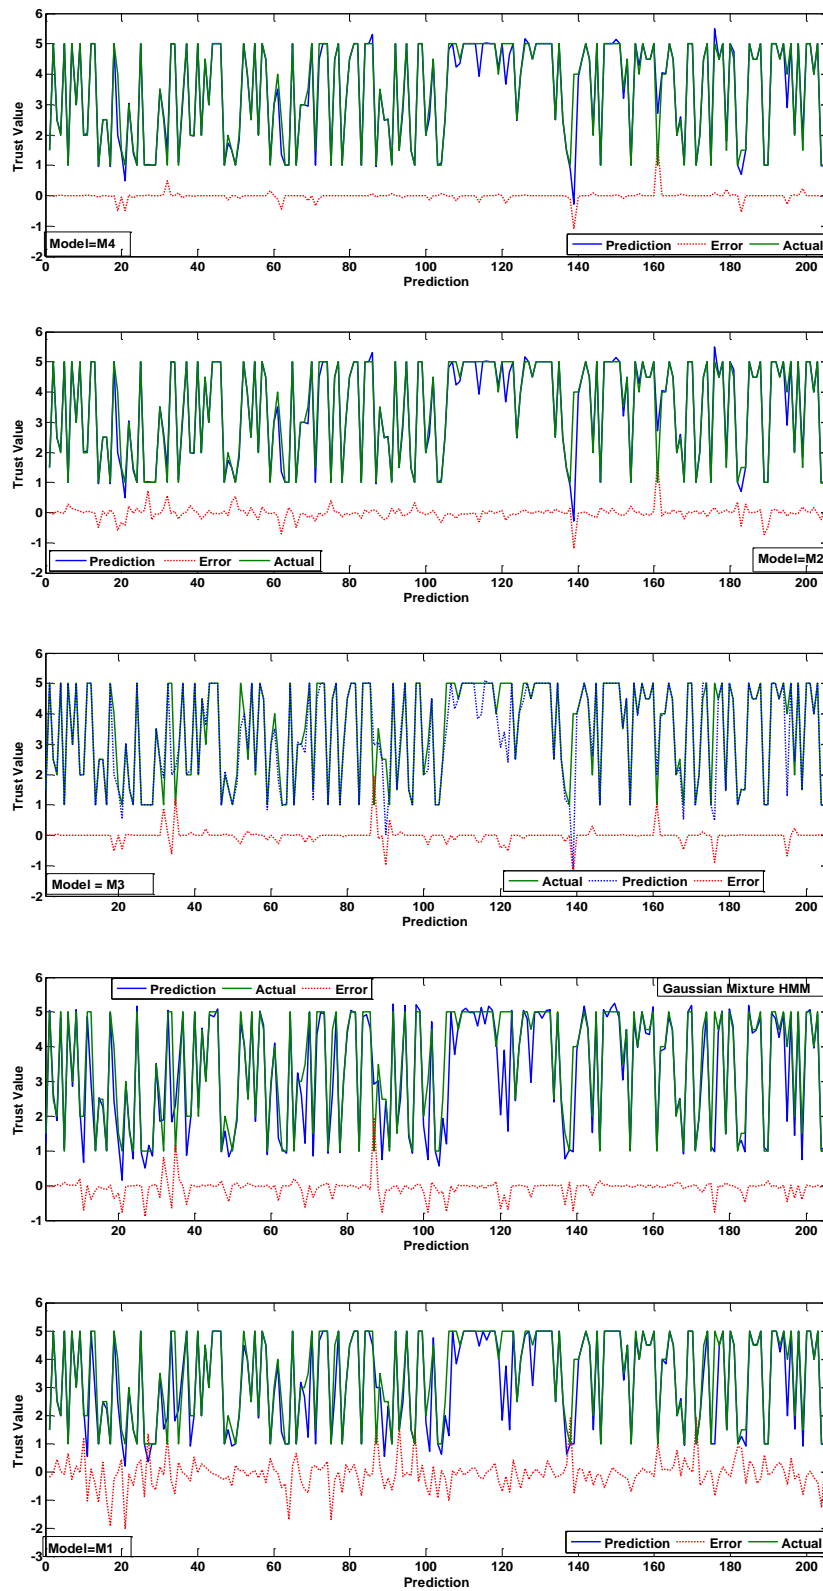 6
5
4
3
2
1
0
-1
-2
Trust Value
Model=M4
Prediction Error Actual
0 20 40 60 80 100 120 140 160 180 200
Prediction
6
5
4
3
2
1
0
-1
-2
Trust Value
Prediction Error Actual
Model=M2
0 20 40 60 80 100 120 140 160 180 200
Prediction
6
5
4
3
2
1
0
-1
-2
Trust Value
Model = M3
Actual Prediction Error
20 40 60 80 100 120 140 160 180 200
Prediction
6
5
4
3
2
1
0
-1
Trust Value
Prediction Actual Error
Gaussian Mixture HMM
20 40 60 80 100 120 140 160 180 200
Prediction
6
5
4
3
2
1
0
-1
-2
-3
Trust Value
Model=M1
Prediction Error Actual
0 20 40 60 80 100 120 140 160 180 200
Prediction